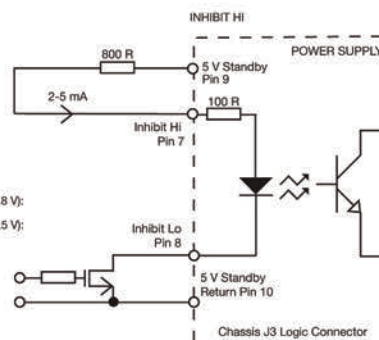 INHIBIT HI
POWER SUPPLY
800 R
5 V Standby
Pin 9
2-5 mA
100 R
Inhibit Hi
Pin 7
8 V):
5 V):
Inhibit Lo
Pin 8
5 V Standby
Return Pin 10
Chassis J3 Logic Connector